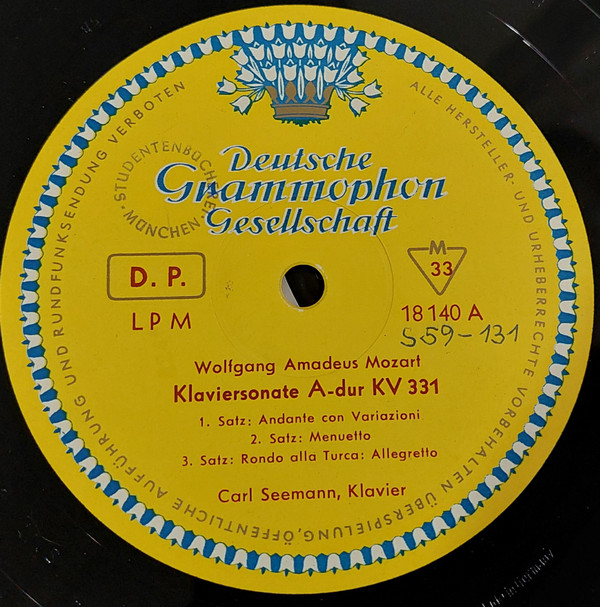 ALLE HERSTELLER- UND URHEBERRECHTE VORBEHALTEN ÜBERSPIELUNG, ÖFFENTLICHE AUFFÜHRUNG UND RUNDFUNKSENDUNG VERBOTEN
Deutsche
Grammophon
Gesellschaft
STUDENTENBÜCHEREI
· MÜNCHEN ·
D. P.
M
33
LPM
18140 A
S59-131
Wolfgang Amadeus Mozart
Klaviersonate A-dur KV 331
1. Satz: Andante con Variazioni
2. Satz: Menuetto
3. Satz: Rondo alla Turca: Allegretto
Carl Seemann, Klavier